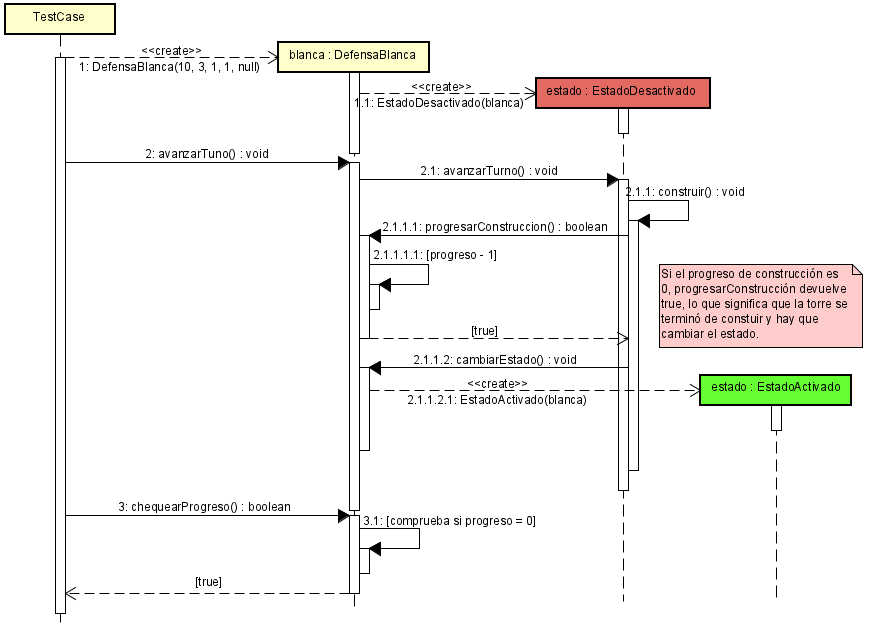 TestCase
<<create>>
blanca : DefensaBlanca
1: DefensaBlanca(10, 3, 1, 1, null)
<<create>>
estado : EstadoDesactivado
1.1: EstadoDesactivado(blanca)
2: avanzarTuno() : void
2.1: avanzarTurno() : void
2.1.1: construir() : void
2.1.1.1: progresarConstruccion() : boolean
2.1.1.1.1: [progreso - 1]
Si el progreso de construcción es
0, progresarConstrucción devuelve
true, lo que significa que la torre se
terminó de constuir y hay que
cambiar el estado.
[true]
2.1.1.2: cambiarEstado() : void
<<create>>
estado : EstadoActivado
2.1.1.2.1: EstadoActivado(blanca)
3: chequearProgreso() : boolean
3.1: [comprueba si progreso = 0]
[true]